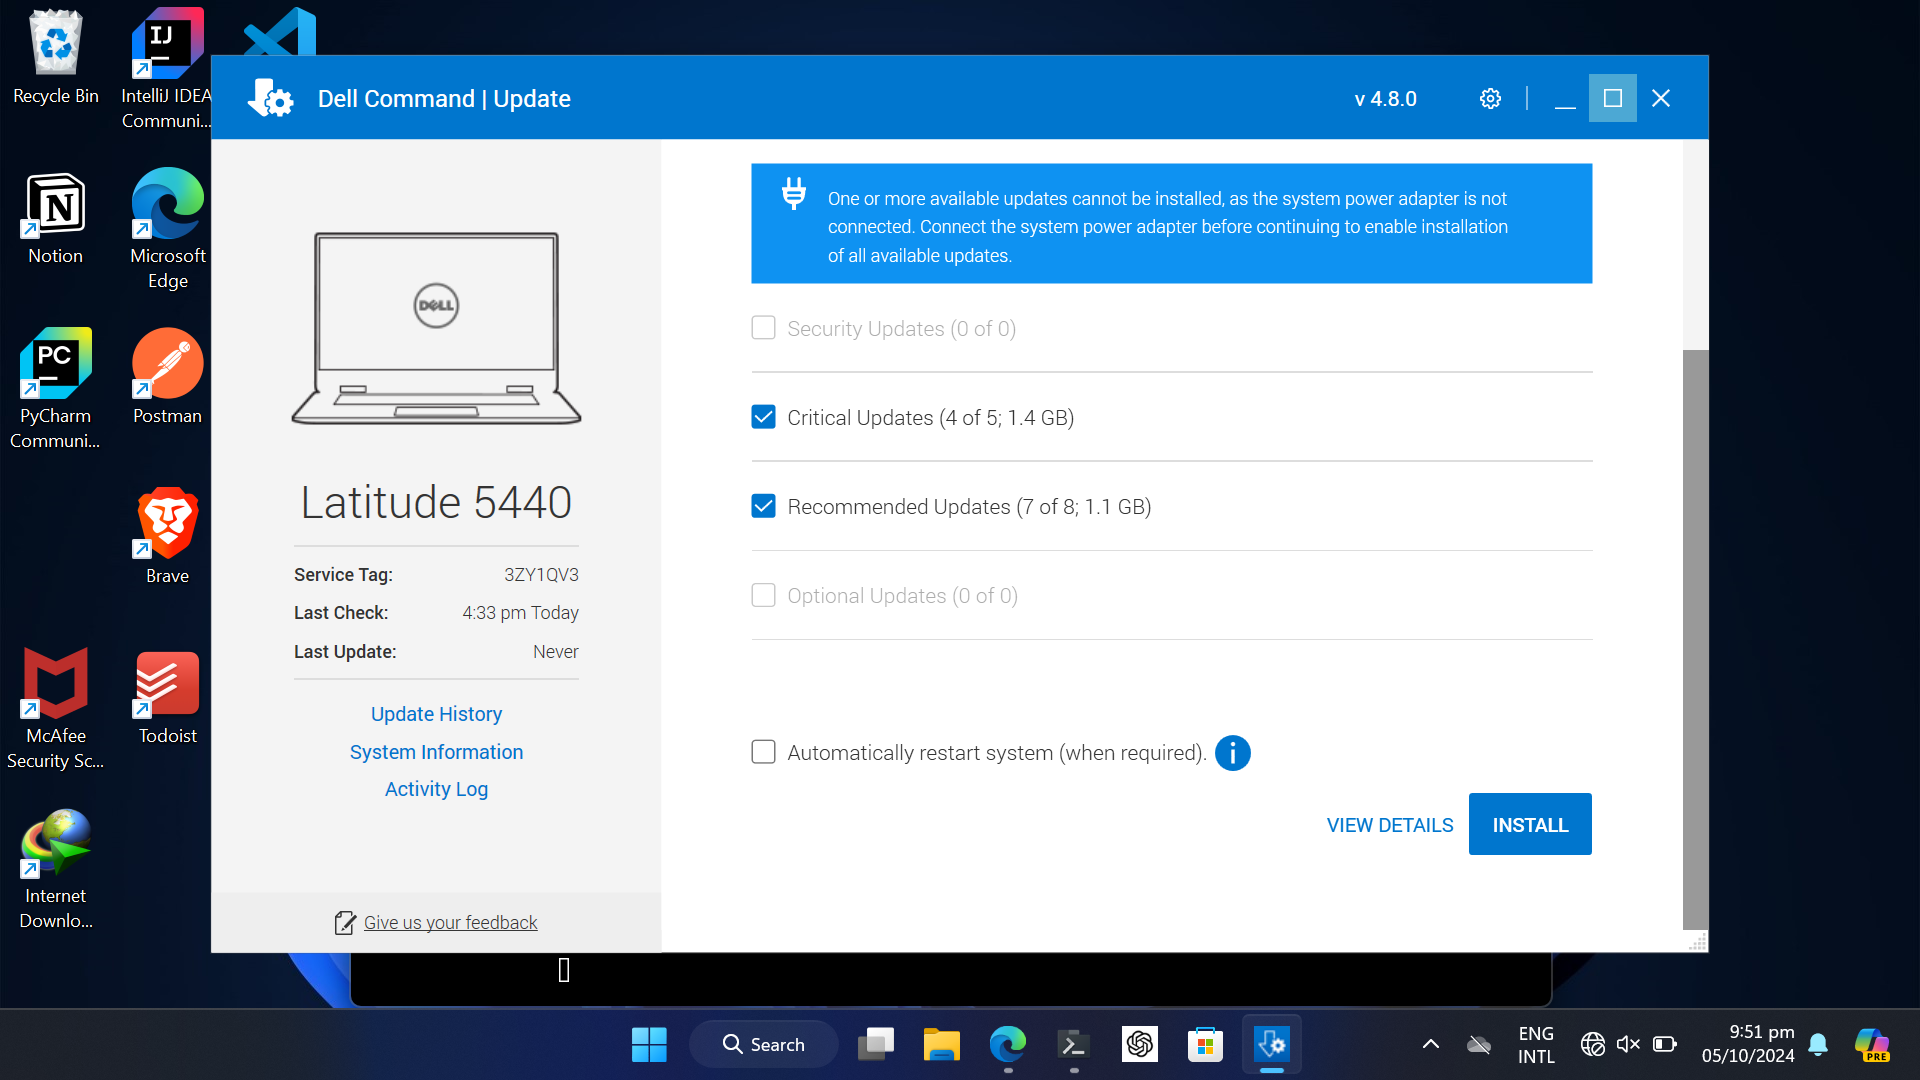 Recycle Bin
IJ
IntelliJ IDEA
Communi...
N
Notion
Microsoft
Edge
PC
PyCharm
Communi...
Postman
Brave
McAfee
Security Sc...
Todoist
Internet
Downlo...
Dell Command | Update
v 4.8.0
DELL
Latitude 5440
Service Tag: 3ZY1QV3
Last Check: 4:33 pm Today
Last Update: Never
Update History
System Information
Activity Log
Give us your feedback
One or more available updates cannot be installed, as the system power adapter is not
connected. Connect the system power adapter before continuing to enable installation
of all available updates.
Security Updates (0 of 0)
Critical Updates (4 of 5; 1.4 GB)
Recommended Updates (7 of 8; 1.1 GB)
Optional Updates (0 of 0)
Automatically restart system (when required). i
VIEW DETAILS INSTALL
Search
ENG
INTL
9:51 pm
05/10/2024
PRE